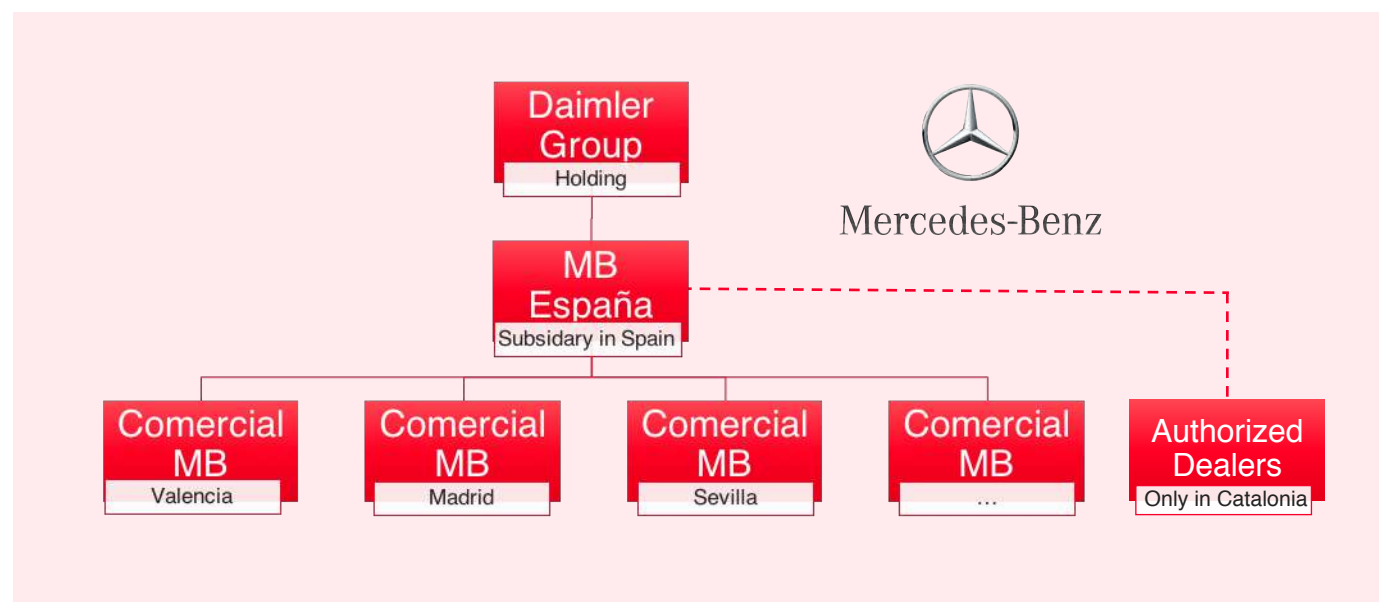 Daimler
Group
Holding
Mercedes-Benz
MB
España
Subsidary in Spain
Comercial
MB
Valencia
Comercial
MB
Madrid
Comercial
MB
Sevilla
Comercial
MB
...
Authorized
Dealers
Only in Catalonia